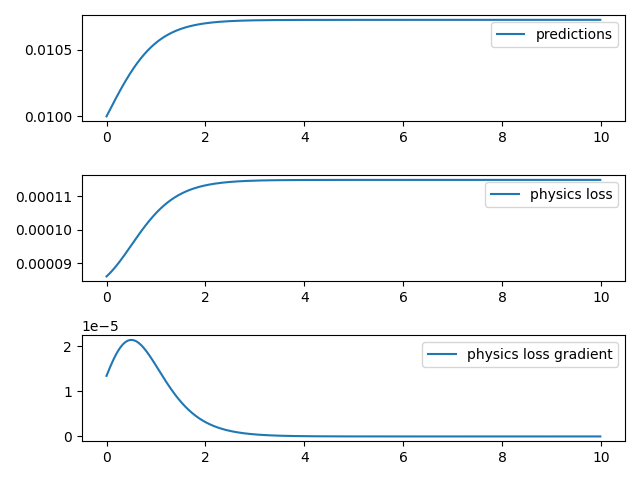 0.0105
0.0100
predictions
0 2 4 6 8 10
0.00011
0.00010
0.00009
physics loss
0 2 4 6 8 10
1e−5
2
1
0
physics loss gradient
0 2 4 6 8 10